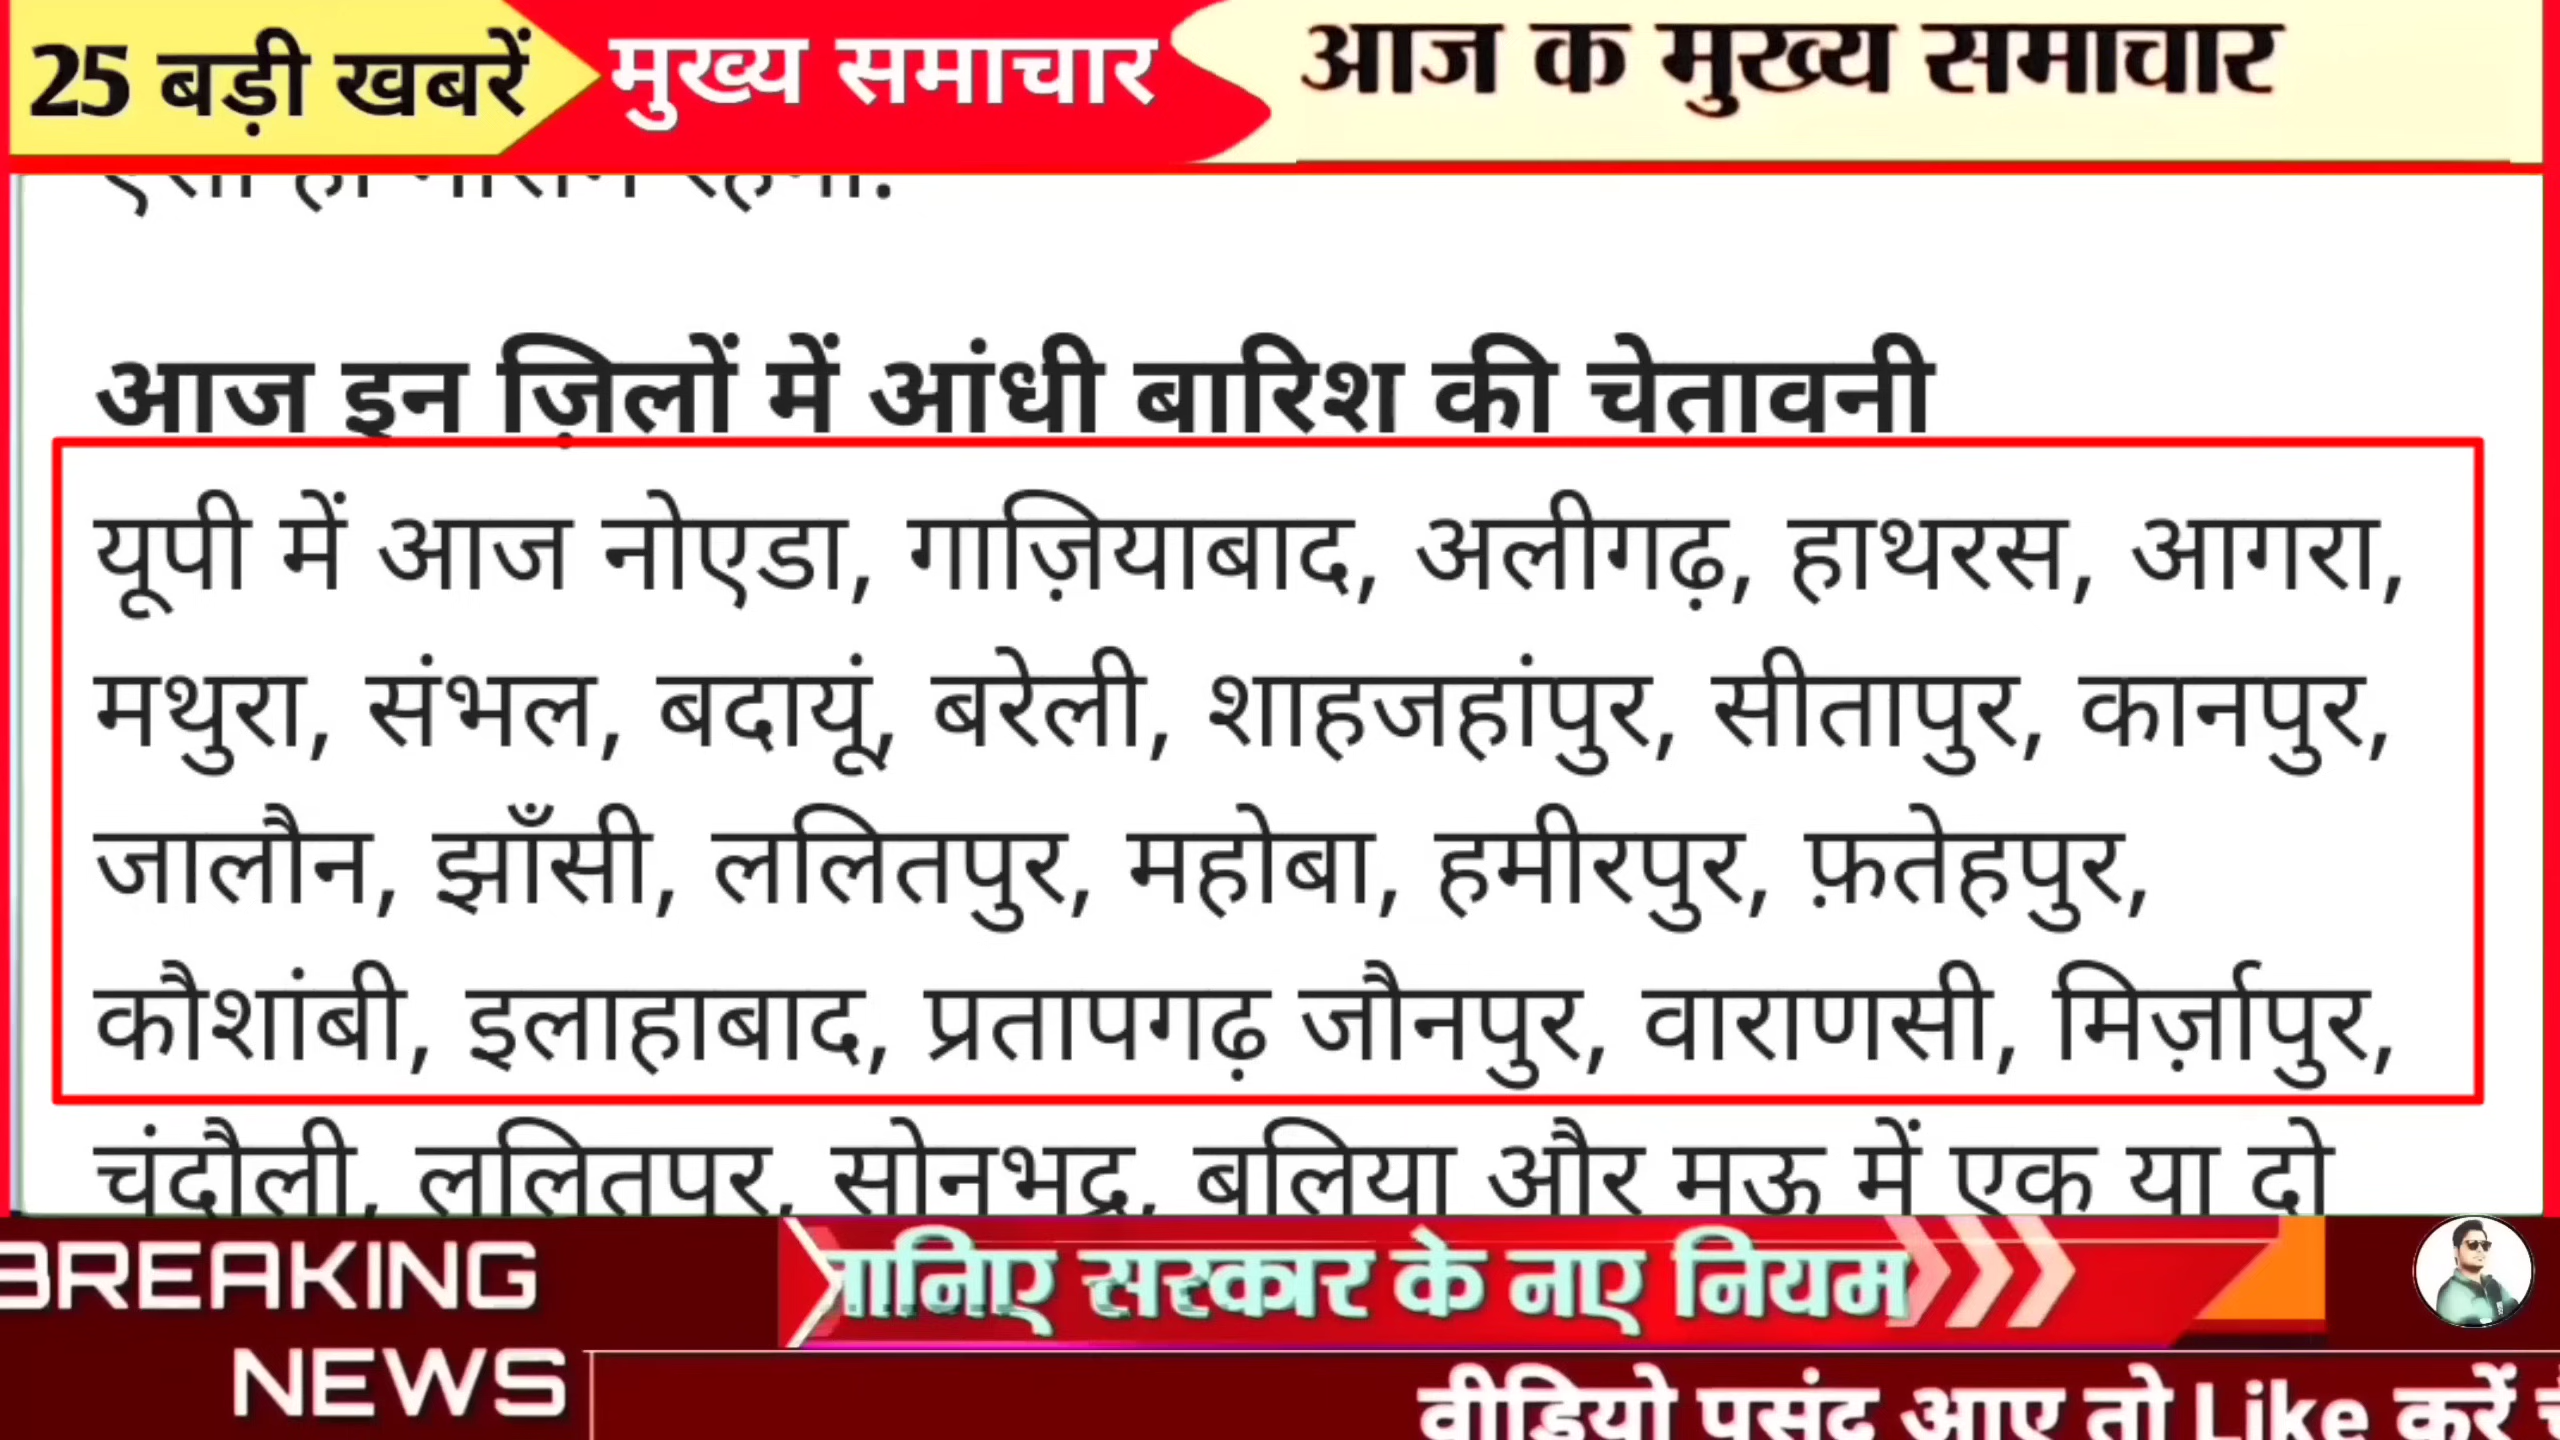 25 बड़ी खबरें
मुख्य समाचार
आज क मुख्य समाचार
आज इन ज़िलों में आंधी बारिश की चेतावनी
यूपी में आज नोएडा, गाज़ियाबाद, अलीगढ़, हाथरस, आगरा,
मथुरा, संभल, बदायूं, बरेली, शाहजहांपुर, सीतापुर, कानपुर,
जालौन, झाँसी, ललितपुर, महोबा, हमीरपुर, फ़तेहपुर,
कौशांबी, इलाहाबाद, प्रतापगढ़ जौनपुर, वाराणसी, मिर्ज़ापुर,
चंदौली, ललितपुर, सोनभद्र, बलिया और मऊ में एक या दो
BREAKING
NEWS
ानिए सरकार के नए नियम
वीडियो पसंद आए तो Like करें